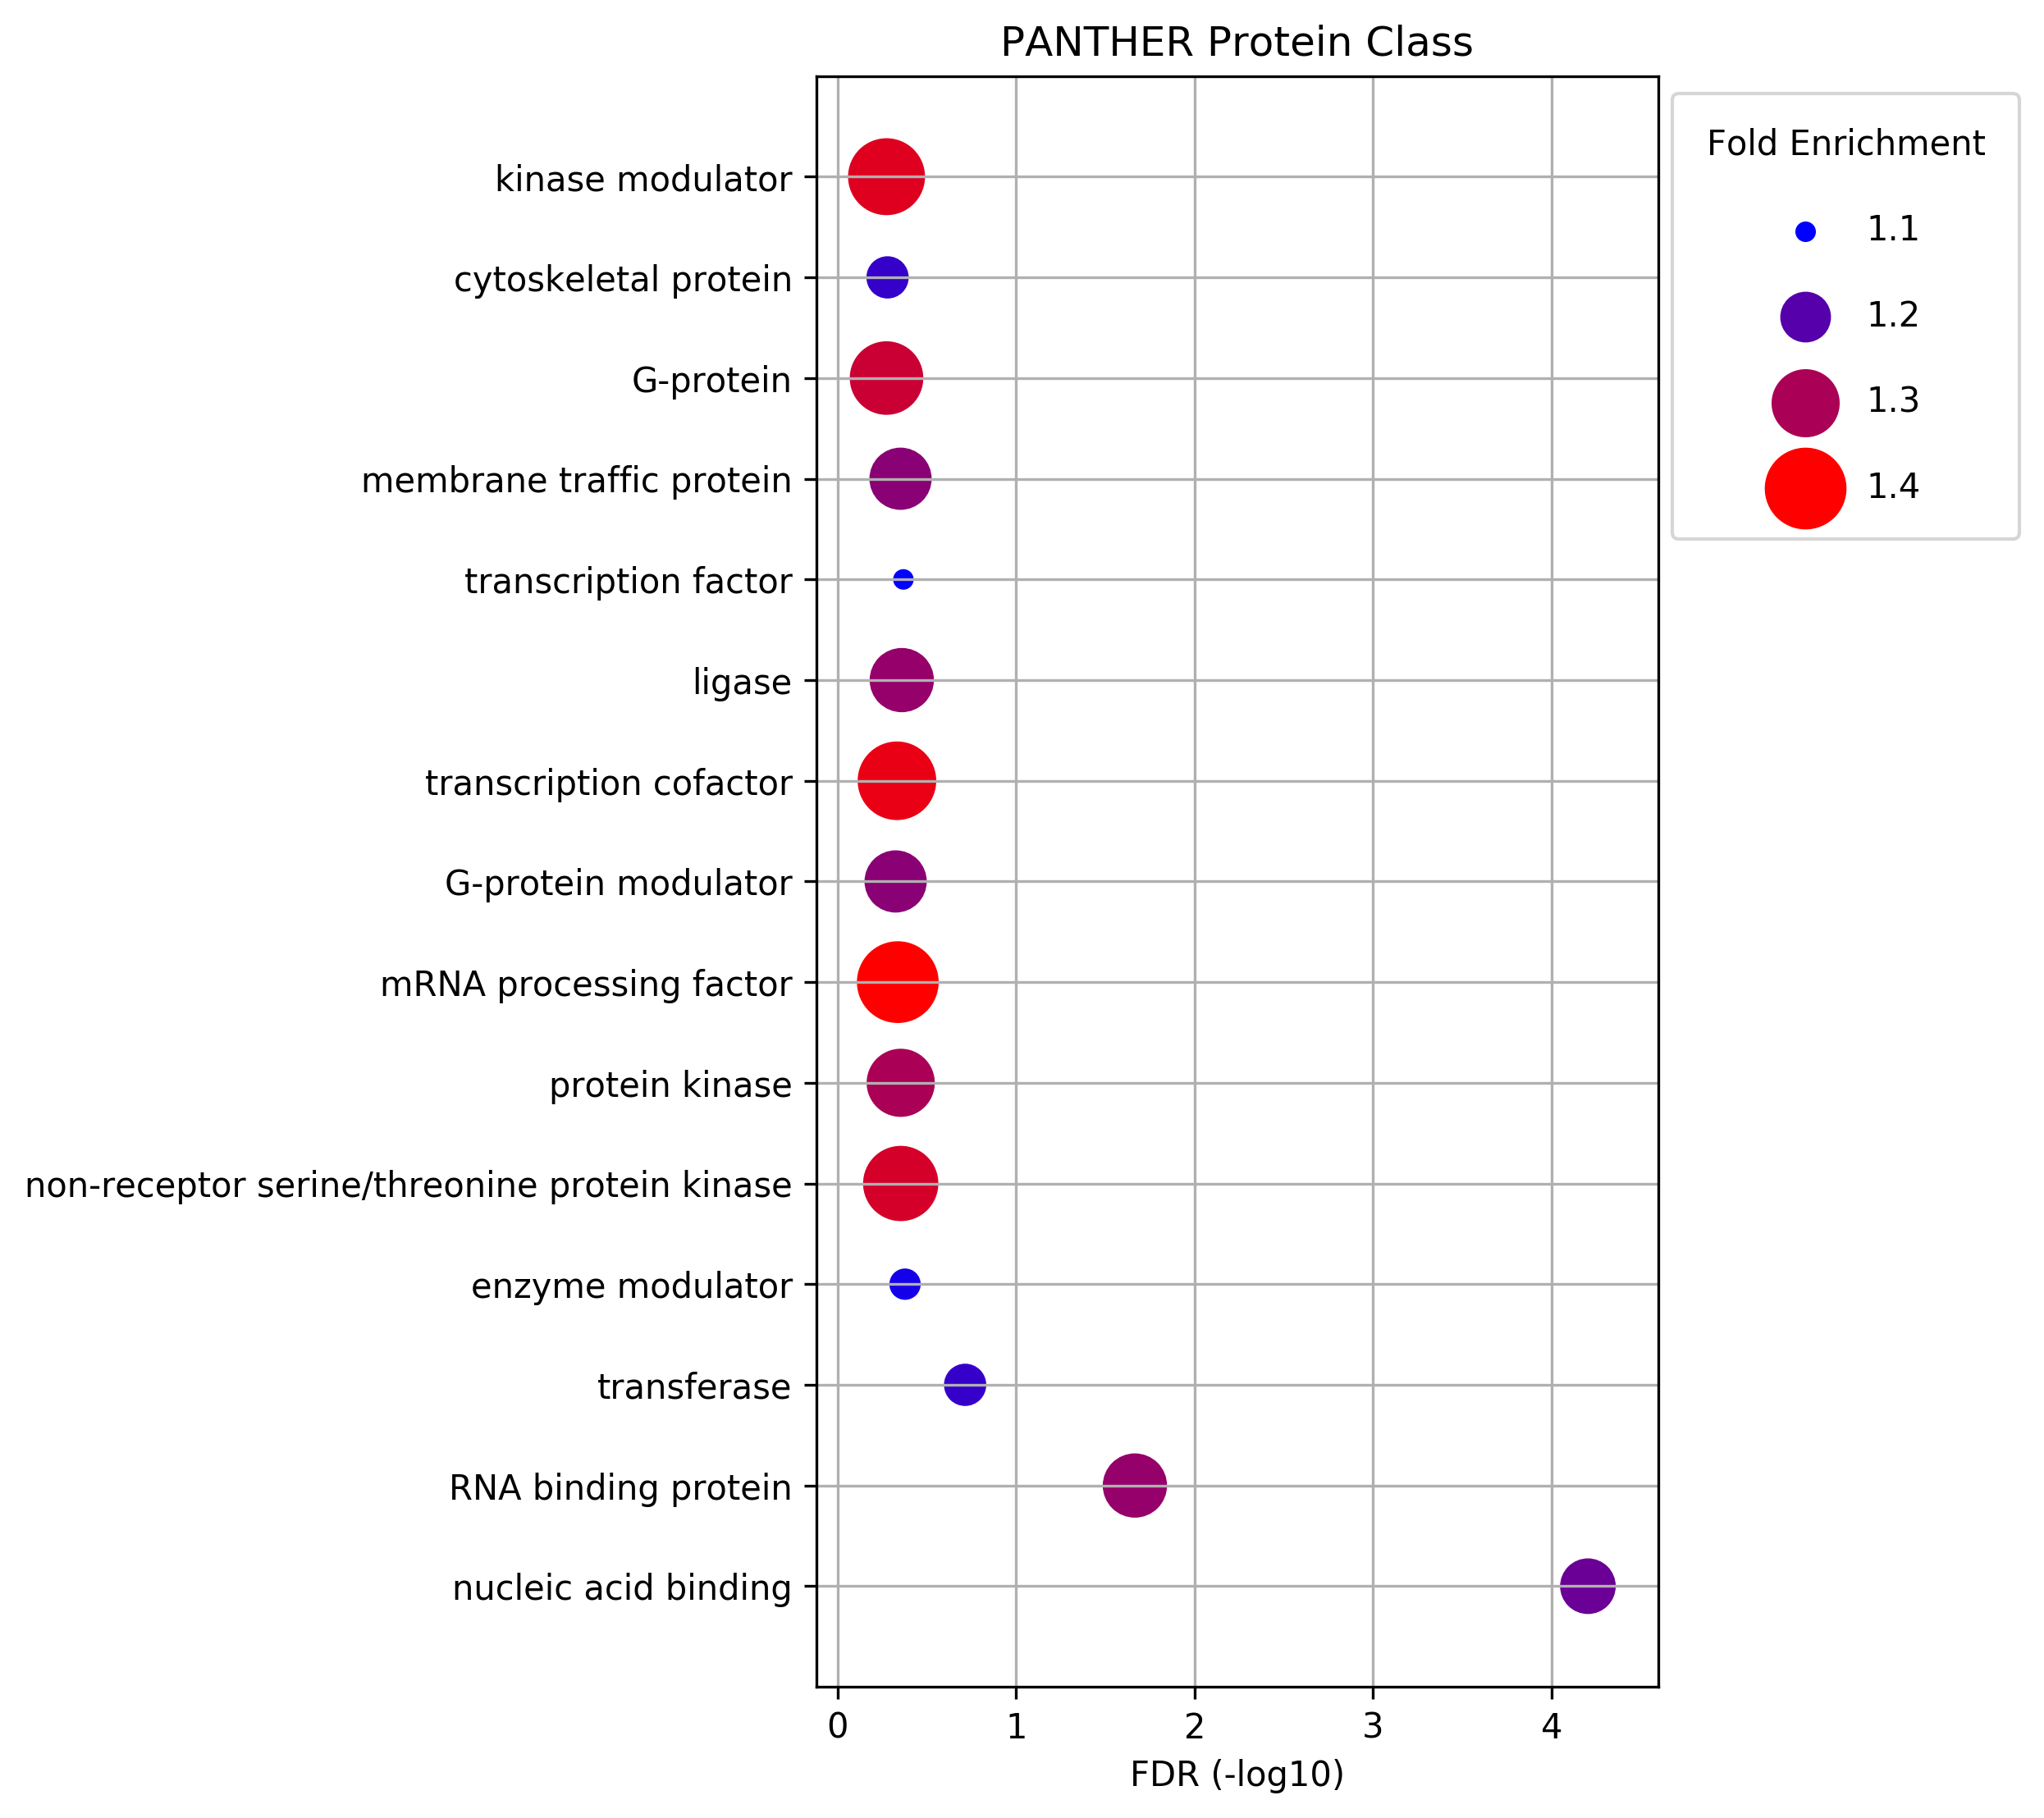 PANTHER Protein Class
kinase modulator
cytoskeletal protein
G-protein
membrane traffic protein
transcription factor
ligase
transcription cofactor
G-protein modulator
mRNA processing factor
protein kinase
non-receptor serine/threonine protein kinase
enzyme modulator
transferase
RNA binding protein
nucleic acid binding
0 1 2 3 4
FDR (-log10)
Fold Enrichment
1.1
1.2
1.3
1.4